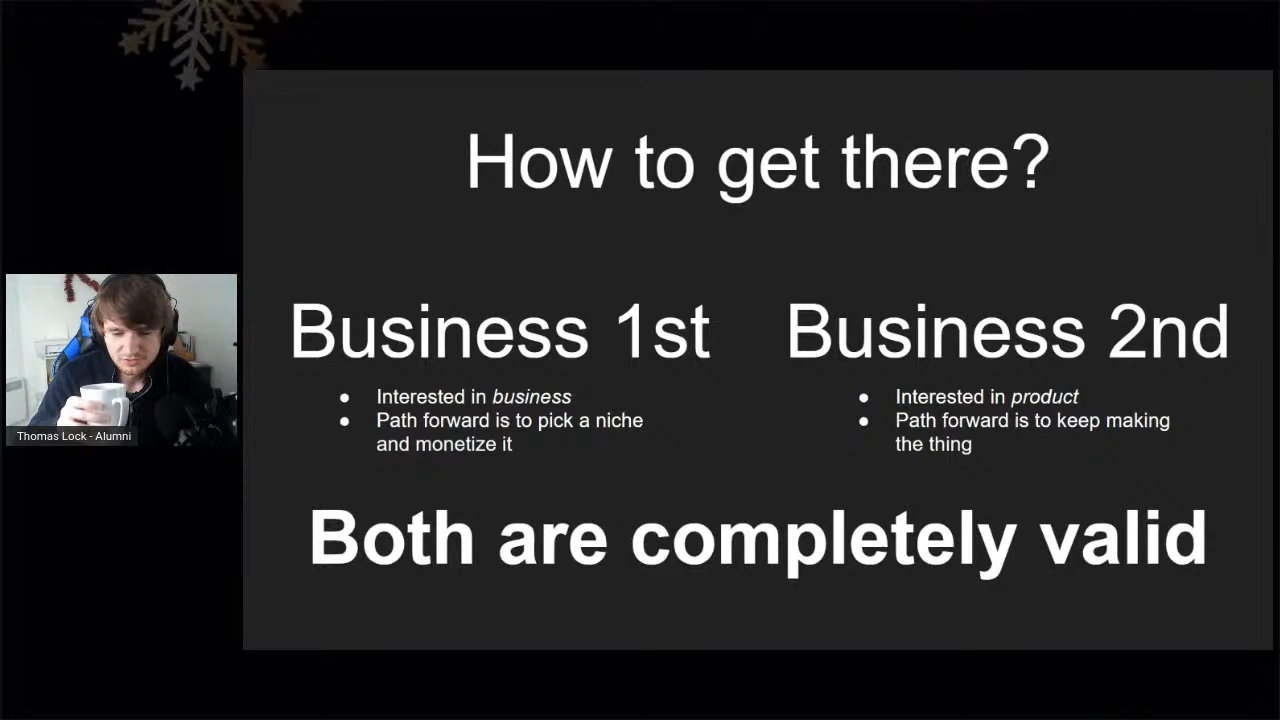 How to get there?
Business 1st
● Interested in business
● Path forward is to pick a niche
and monetize it
Business 2nd
● Interested in product
● Path forward is to keep making
the thing
Both are completely valid
Thomas Lock - Alumni